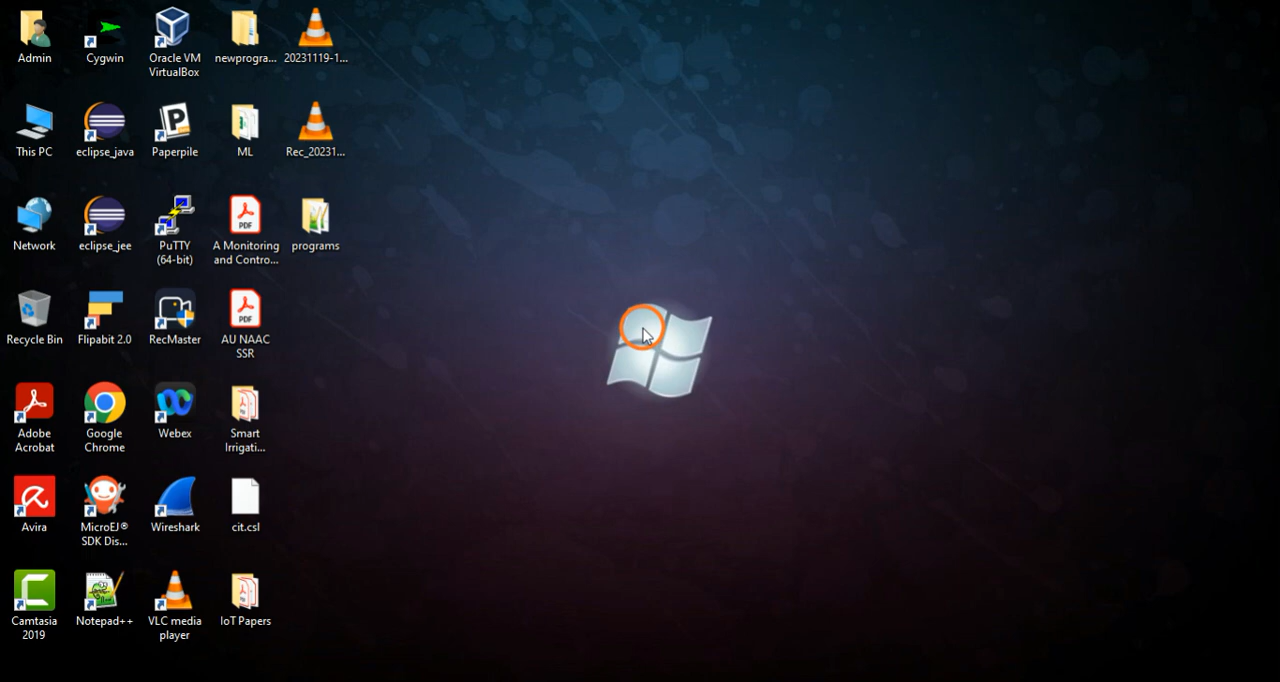 Admin
Cygwin
Oracle VM
VirtualBox
newprogra...
20231119-1...
This PC
eclipse_java
Paperpile
ML
Rec_20231...
Network
eclipse_jee
PuTTY
(64-bit)
A Monitoring
and Contro...
programs
Recycle Bin
Flipabit 2.0
RecMaster
AU NAAC
SSR
Adobe
Acrobat
Google
Chrome
Webex
Smart
Irrigati...
Avira
MicroEJ®
SDK Dis...
Wireshark
cit.csl
Camtasia
2019
Notepad++
VLC media
player
IoT Papers